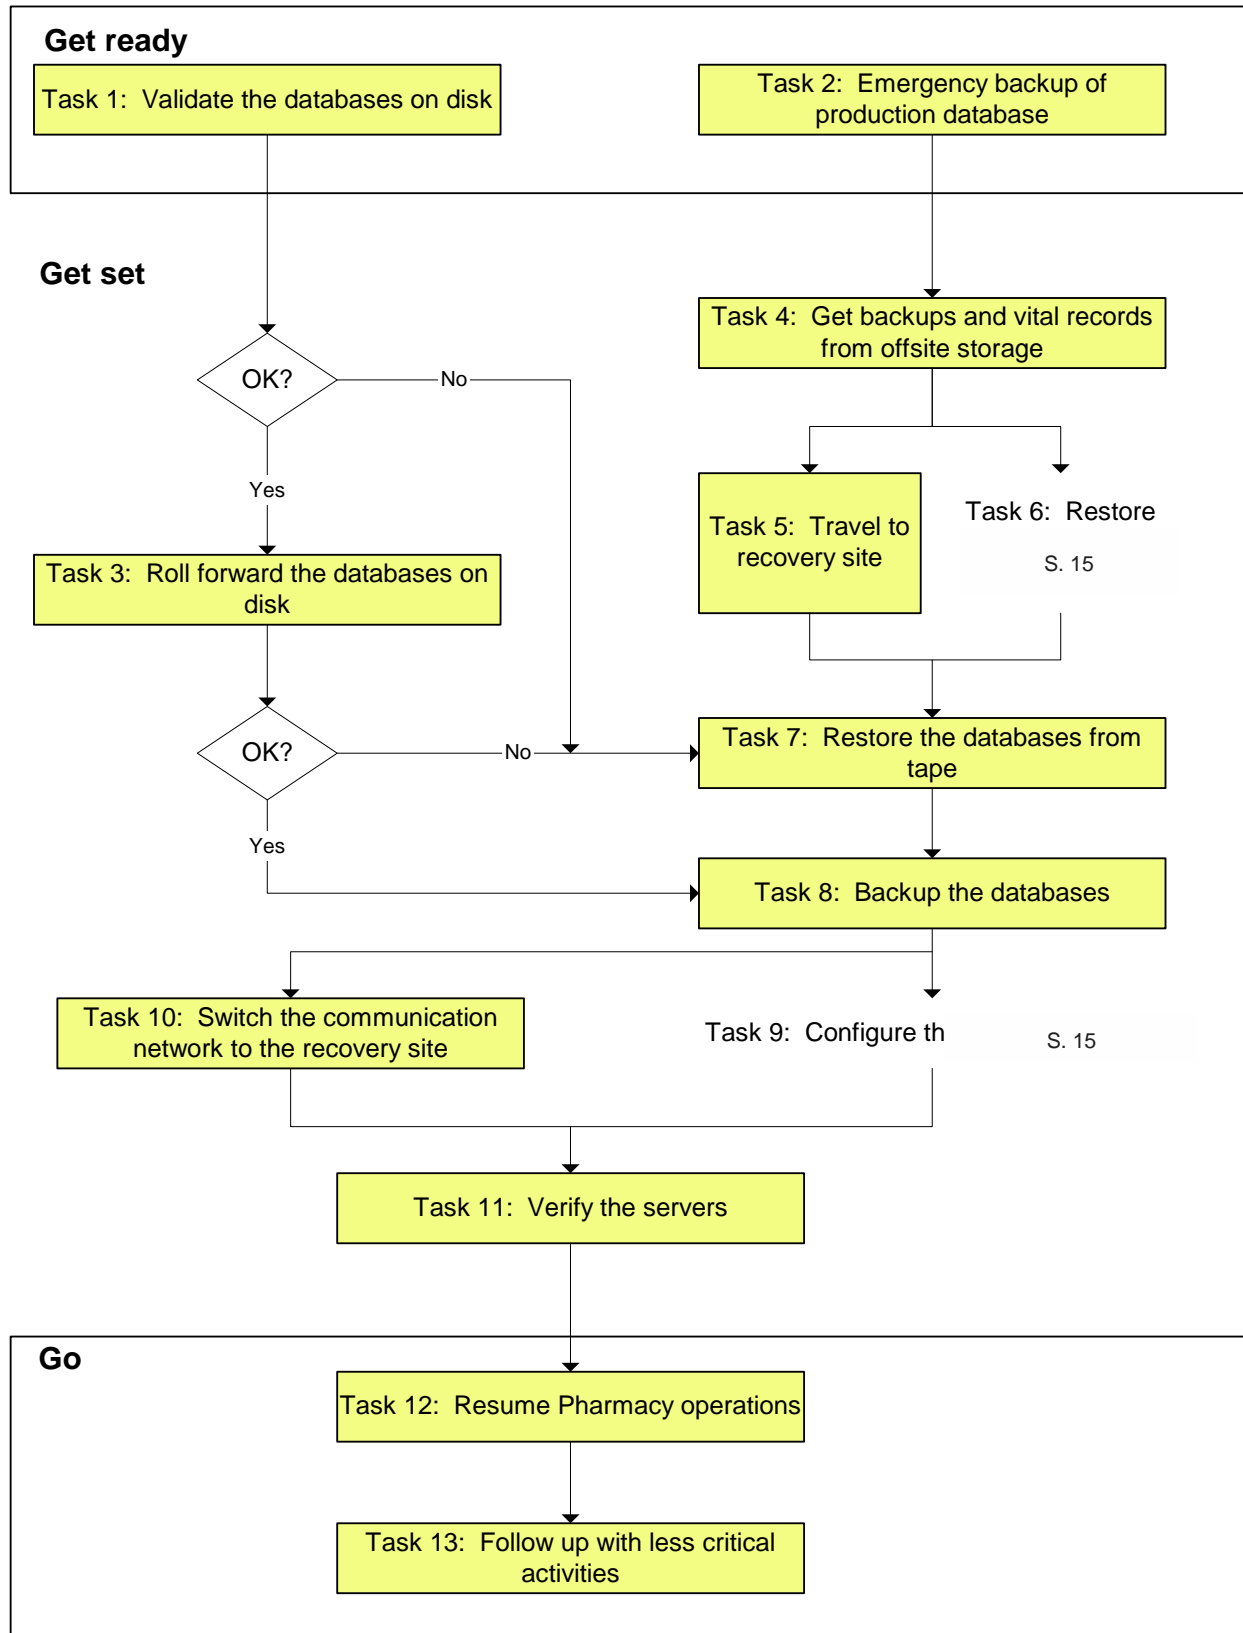 Get ready
Task 1: Validate the databases on disk
Task 2: Emergency backup of
production database
Get set
Task 4: Get backups and vital records
from offsite storage
OK?
No
Yes
Task 5: Travel to
recovery site
Task 6: Restore
S. 15
Task 3: Roll forward the databases on
disk
OK?
No
Task 7: Restore the databases from
tape
Yes
Task 8: Backup the databases
Task 10: Switch the communication
network to the recovery site
Task 9: Configure th
S. 15
Task 11: Verify the servers
Go
Task 12: Resume Pharmacy operations
Task 13: Follow up with less critical
activities